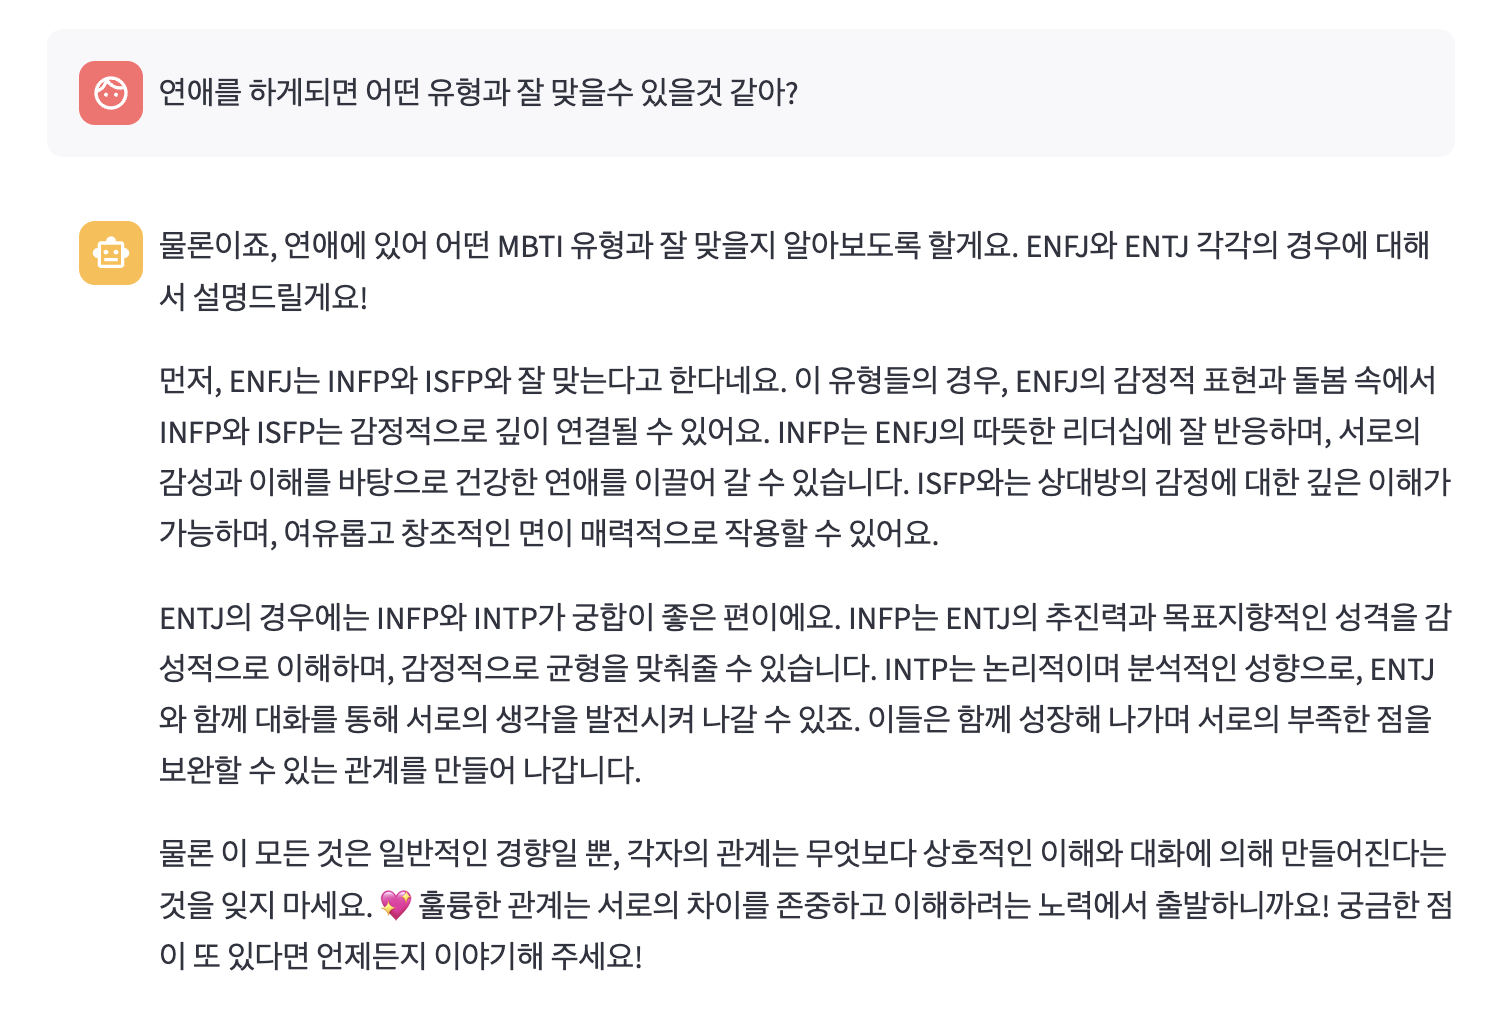 연애를 하게되면 어떤 유형과 잘 맞을수 있을것 같아?
물론이죠, 연애에 있어 어떤 MBTI 유형과 잘 맞을지 알아보도록 할게요. ENFJ와 ENTJ 각각의 경우에 대해
서 설명드릴게요!
먼저, ENFJ는 INFP와 ISFP와 잘 맞는다고 한다네요. 이 유형들의 경우, ENFJ의 감정적 표현과 돌봄 속에서
INFP와 ISFP는 감정적으로 깊이 연결될 수 있어요. INFP는 ENFJ의 따뜻한 리더십에 잘 반응하며, 서로의
감성과 이해를 바탕으로 건강한 연애를 이끌어 갈 수 있습니다. ISFP와는 상대방의 감정에 대한 깊은 이해가
가능하며, 여유롭고 창조적인 면이 매력적으로 작용할 수 있어요.
ENTJ의 경우에는 INFP와 INTP가 궁합이 좋은 편이에요. INFP는 ENTJ의 추진력과 목표지향적인 성격을 감
성적으로 이해하며, 감정적으로 균형을 맞춰줄 수 있습니다. INTP는 논리적이며 분석적인 성향으로, ENTJ
와 함께 대화를 통해 서로의 생각을 발전시켜 나갈 수 있죠. 이들은 함께 성장해 나가며 서로의 부족한 점을
보완할 수 있는 관계를 만들어 나갑니다.
물론 이 모든 것은 일반적인 경향일 뿐, 각자의 관계는 무엇보다 상호적인 이해와 대화에 의해 만들어진다는
것을 잊지 마세요. 💖 훌륭한 관계는 서로의 차이를 존중하고 이해하려는 노력에서 출발하니까요! 궁금한 점
이 또 있다면 언제든지 이야기해 주세요!